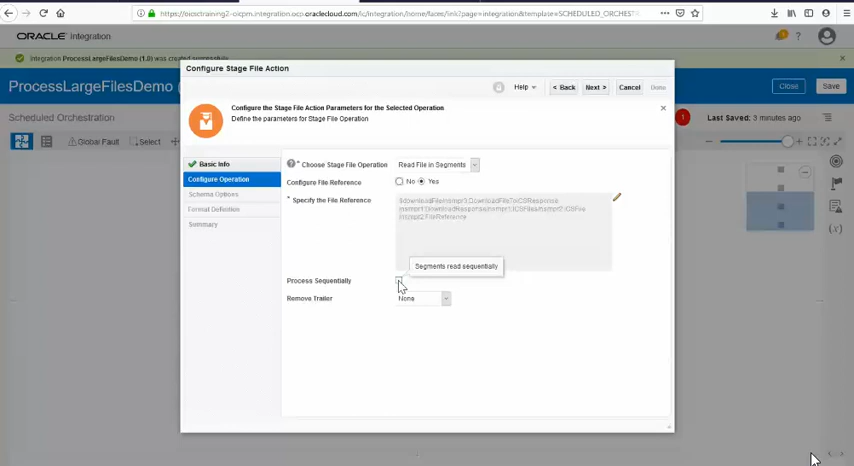 https://oicsctraining2-oicpm.integration.ocp.oraclecloud.com/ic/integration/home/faces/link?page=integration&template=SCHEDULED_ORCHEST
ORACLE Integration
Integration ProcessLargeFilesDemo (1.0) was created successfully.
ProcessLargeFilesDemo (
Close
Save
Scheduled Orchestration
1
Last Saved: 3 minutes ago
Global Fault
Select
Configure Stage File Action
Help
< Back
Next >
Cancel
Done
Configure the Stage File Action Parameters for the Selected Operation
Define the parameters for Stage File Operation
Basic Info
Configure Operation
Schema Options
Format Definition
Summary
* Choose Stage File Operation
Read File in Segments
Configure File Reference
No
Yes
* Specify the File Reference
Segments read sequentially
Process Sequentially
Remove Trailer
None
(x)